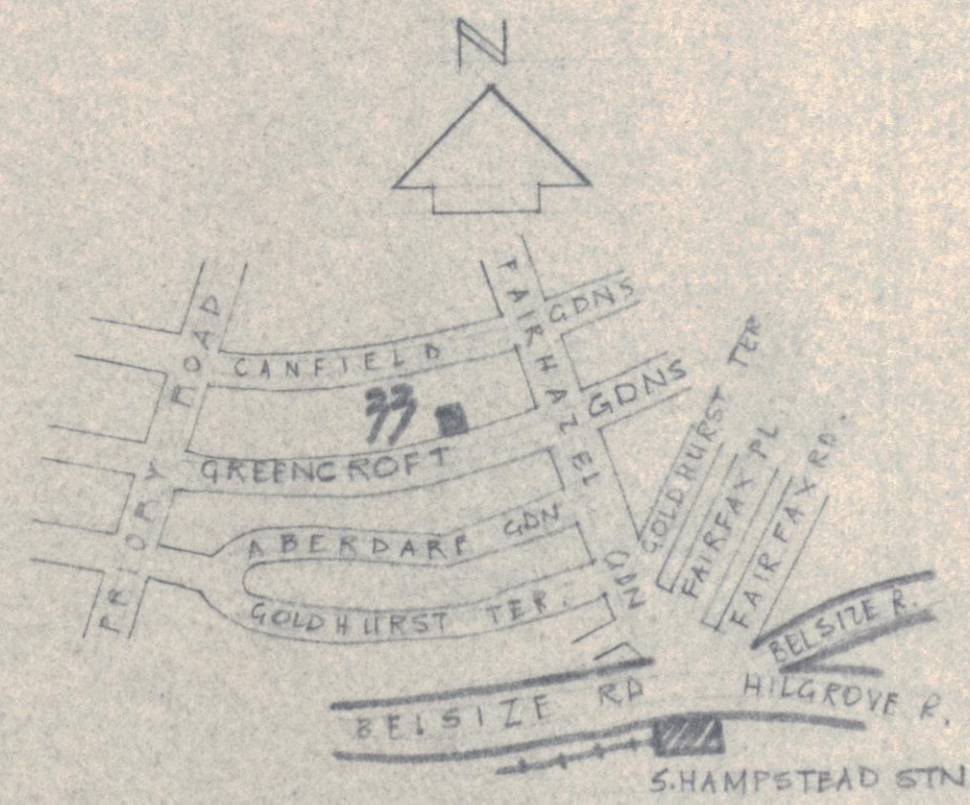 N
PRIORY ROAD
FAIRHAZEL GDN
CANFIELD GDNS
33
GREENCROFT GDNS
ABERDARE GDN
GOLDHURST TER.
GOLDHURST TER
FAIRFAX PL.
FAIRFAX RD.
BELSIZE R.
BELSIZE RD
HILGROVE R.
S.HAMPSTEAD STN